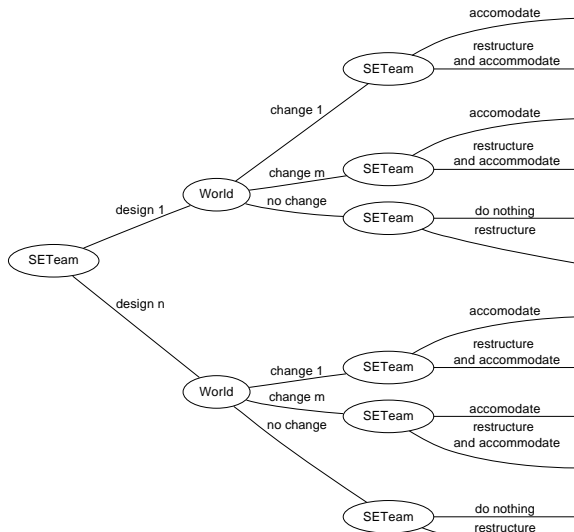 accomodate
restructure
and accommodate
SETeam
change 1
accomodate
restructure
and accommodate
change m
SETeam
World
no change
design 1
SETeam
do nothing
restructure
SETeam
design n
accomodate
restructure
and accommodate
SETeam
change 1
World
change m
SETeam
accomodate
restructure
and accommodate
no change
SETeam
do nothing
restructure